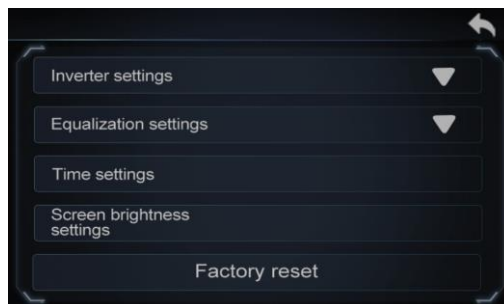 Inverter settings
Equalization settings
Time settings
Screen brightness
settings
Factory reset